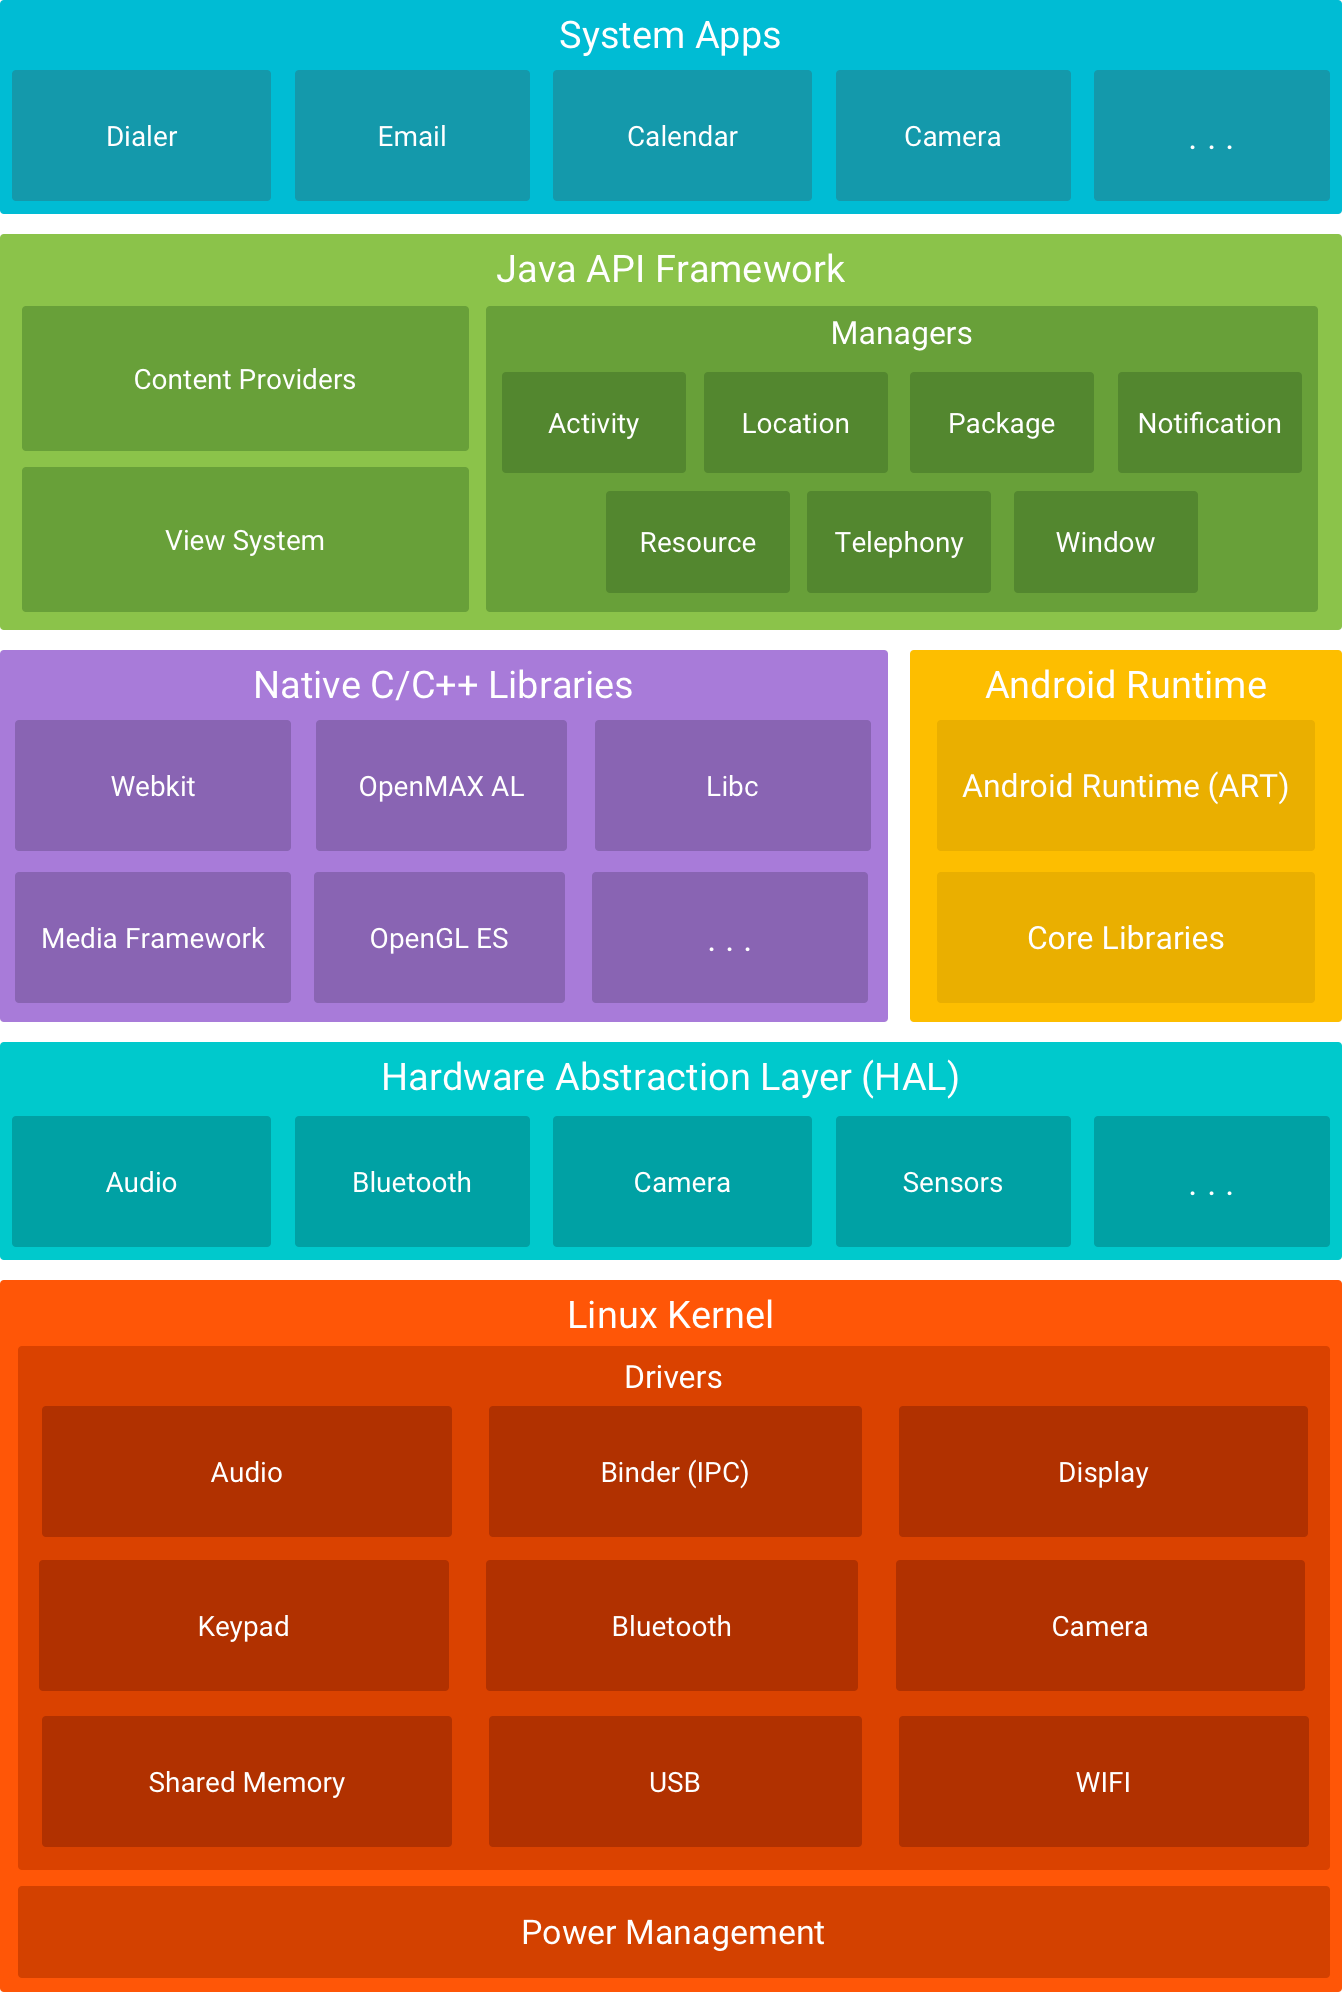 System Apps
Dialer
Email
Calendar
Camera
. . .
Java API Framework
Content Providers
View System
Managers
Activity
Location
Package
Notification
Resource
Telephony
Window
Native C/C++ Libraries
Webkit
OpenMAX AL
Libc
Media Framework
OpenGL ES
. . .
Android Runtime
Android Runtime (ART)
Core Libraries
Hardware Abstraction Layer (HAL)
Audio
Bluetooth
Camera
Sensors
. . .
Linux Kernel
Drivers
Audio
Binder (IPC)
Display
Keypad
Bluetooth
Camera
Shared Memory
USB
WIFI
Power Management